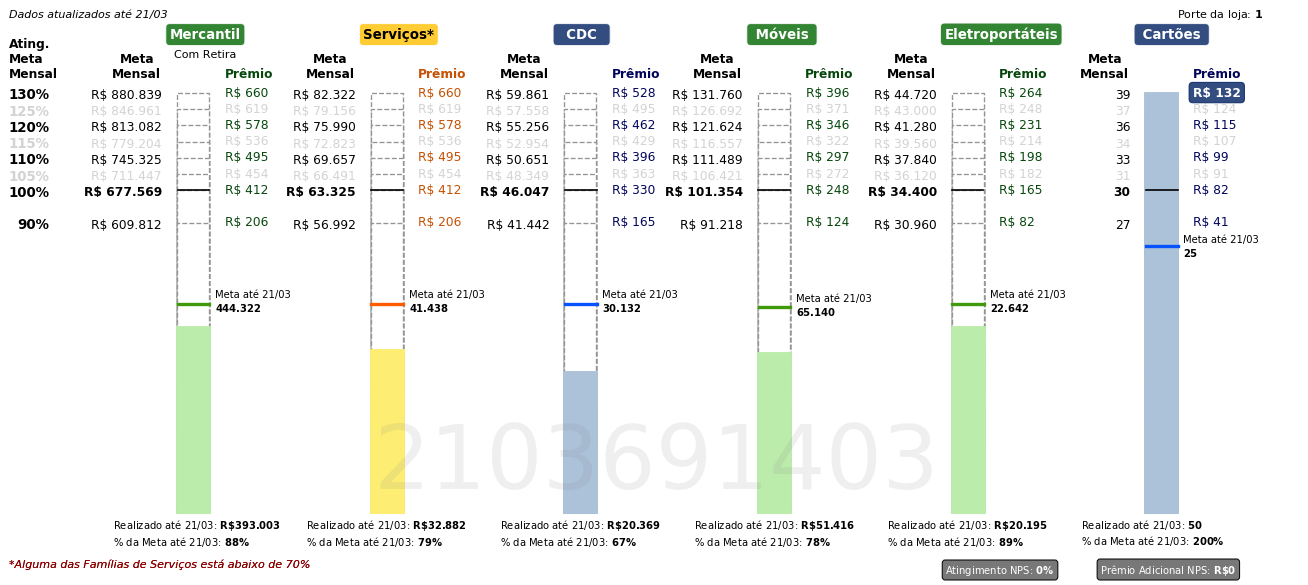 Dados atualizados até 21/03 Porte da loja: 1
Mercantil Serviços* CDC Móveis Eletroportáteis Cartões
Ating. Meta Mensal
Com Retira
Meta Mensal Prêmio Meta Mensal Prêmio Meta Mensal Prêmio Meta Mensal Prêmio Meta Mensal Prêmio Meta Mensal Prêmio
130% R$ 880.839 R$ 660 R$ 82.322 R$ 660 R$ 59.861 R$ 528 R$ 131.760 R$ 396 R$ 44.720 R$ 264 39 R$ 132
125% R$ 846.961 R$ 619 R$ 79.156 R$ 619 R$ 57.558 R$ 495 R$ 126.692 R$ 371 R$ 43.000 R$ 248 37 R$ 124
120% R$ 813.082 R$ 578 R$ 75.990 R$ 578 R$ 55.256 R$ 462 R$ 121.624 R$ 346 R$ 41.280 R$ 231 36 R$ 115
115% R$ 779.204 R$ 536 R$ 72.823 R$ 536 R$ 52.954 R$ 429 R$ 116.557 R$ 322 R$ 39.560 R$ 214 34 R$ 107
110% R$ 745.325 R$ 495 R$ 69.657 R$ 495 R$ 50.651 R$ 396 R$ 111.489 R$ 297 R$ 37.840 R$ 198 33 R$ 99
105% R$ 711.447 R$ 454 R$ 66.491 R$ 454 R$ 48.349 R$ 363 R$ 106.421 R$ 272 R$ 36.120 R$ 182 31 R$ 91
100% R$ 677.569 R$ 412 R$ 63.325 R$ 412 R$ 46.047 R$ 330 R$ 101.354 R$ 248 R$ 34.400 R$ 165 30 R$ 82
90% R$ 609.812 R$ 206 R$ 56.992 R$ 206 R$ 41.442 R$ 165 R$ 91.218 R$ 124 R$ 30.960 R$ 82 27 R$ 41
Meta até 21/03
25
Meta até 21/03 Meta até 21/03 Meta até 21/03 Meta até 21/03 Meta até 21/03
444.322 41.438 30.132 65.140 22.642
2103691403
Realizado até 21/03: R$393.003 Realizado até 21/03: R$32.882 Realizado até 21/03: R$20.369 Realizado até 21/03: R$51.416 Realizado até 21/03: R$20.195 Realizado até 21/03: 50
% da Meta até 21/03: 88% % da Meta até 21/03: 79% % da Meta até 21/03: 67% % da Meta até 21/03: 78% % da Meta até 21/03: 89% % da Meta até 21/03: 200%
*Alguma das Famílias de Serviços está abaixo de 70% Atingimento NPS: 0% Prêmio Adicional NPS: R$0